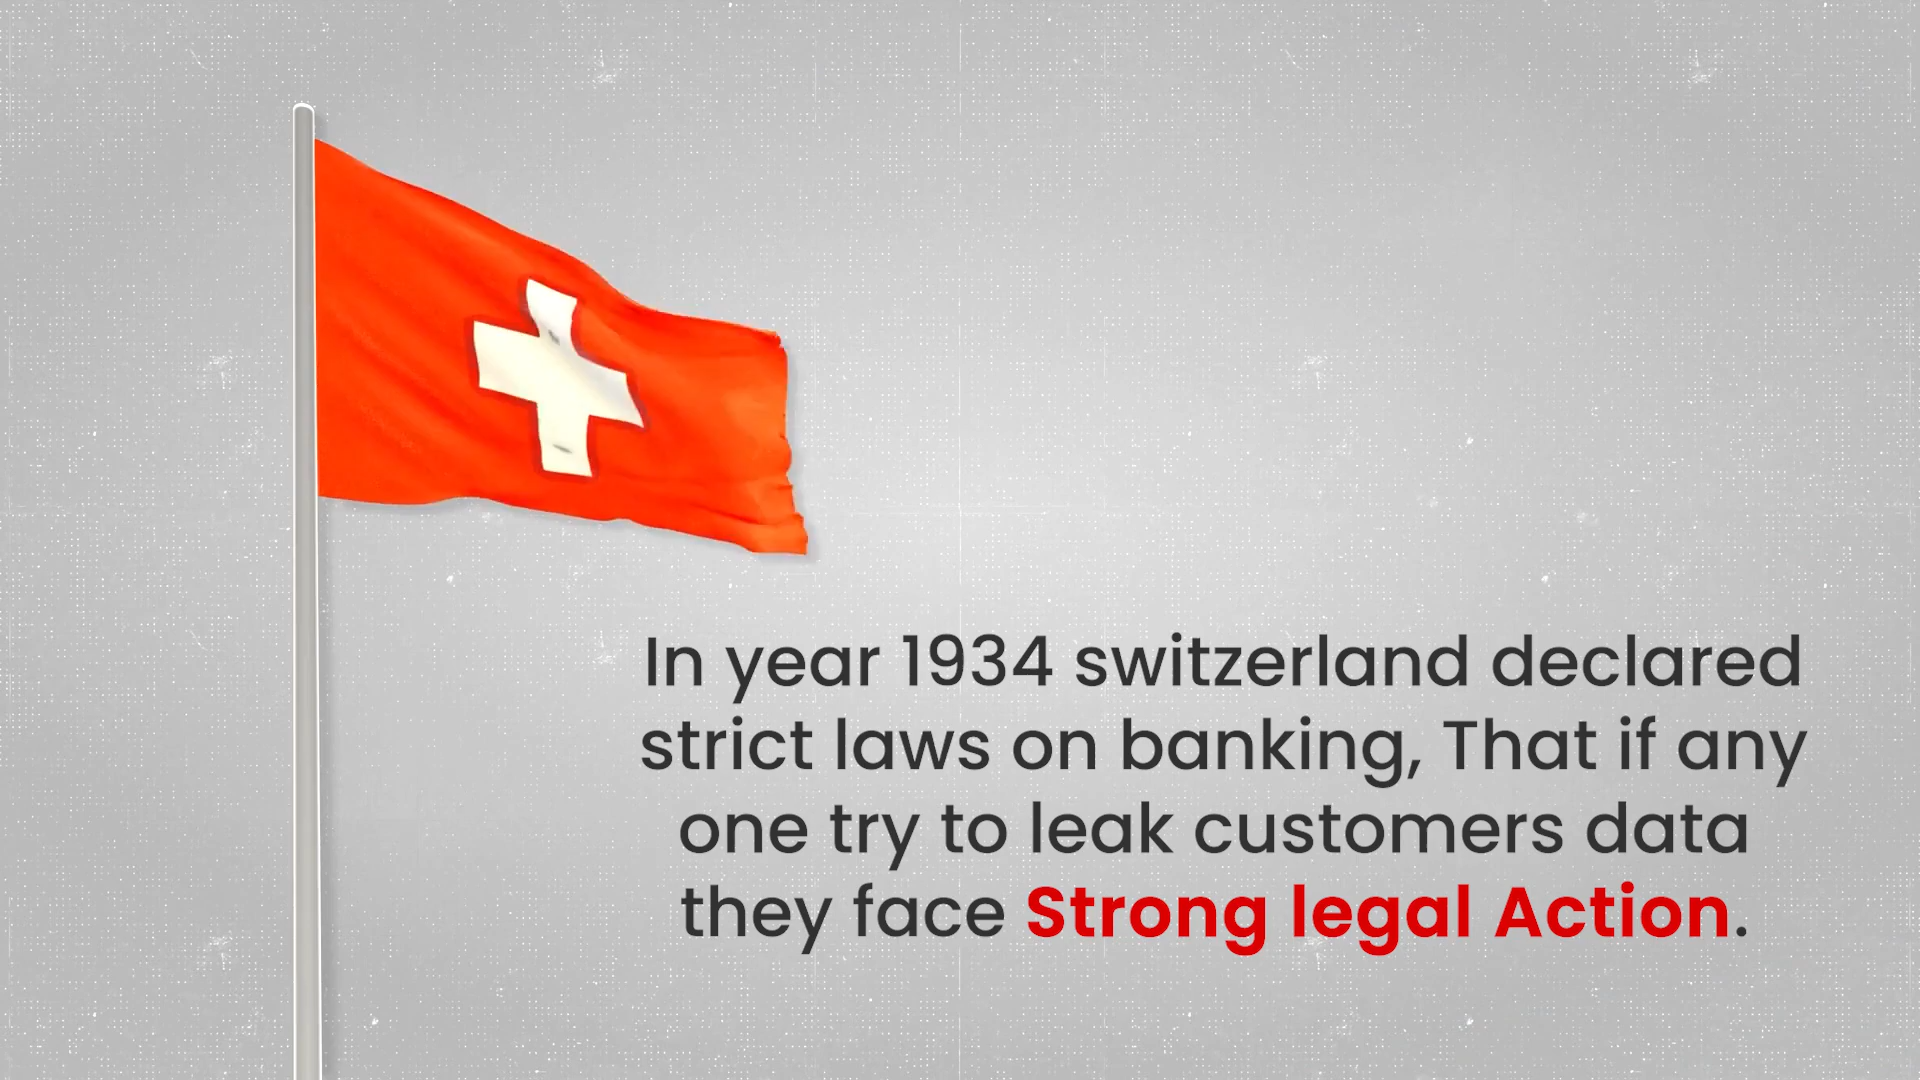 In year 1934 switzerland declared
strict laws on banking, That if any
one try to leak customers data
they face Strong legal Action.